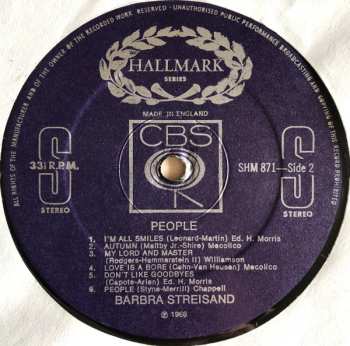 ALL RIGHTS OF THE MANUFACTURER AND OF THE OWNER OF THE RECORDED WORK RESERVED - UNAUTHORISED PUBLIC PERFORMANCE BROADCASTING AND COPYING OF THIS RECORD PROHIBITED
HALLMARK
SERIES
MADE IN ENGLAND
S S
CBS
33⅓ R.P.M. SHM 871—Side 2
STEREO STEREO
PEOPLE
1. I'M ALL SMILES (Leonard-Martin) Ed. H. Morris
2. AUTUMN (Maltby Jr.-Shire) Mecolico
3. MY LORD AND MASTER
(Rodgers-Hammerstein II) Williamson
4. LOVE IS A BORE (Cahn-Van Heusen) Mecolico
5. DON'T LIKE GOODBYES
(Capote-Arlen) Ed. H. Morris
6. PEOPLE (Styne-Merrill) Chappell
BARBRA STREISAND
℗ 1969